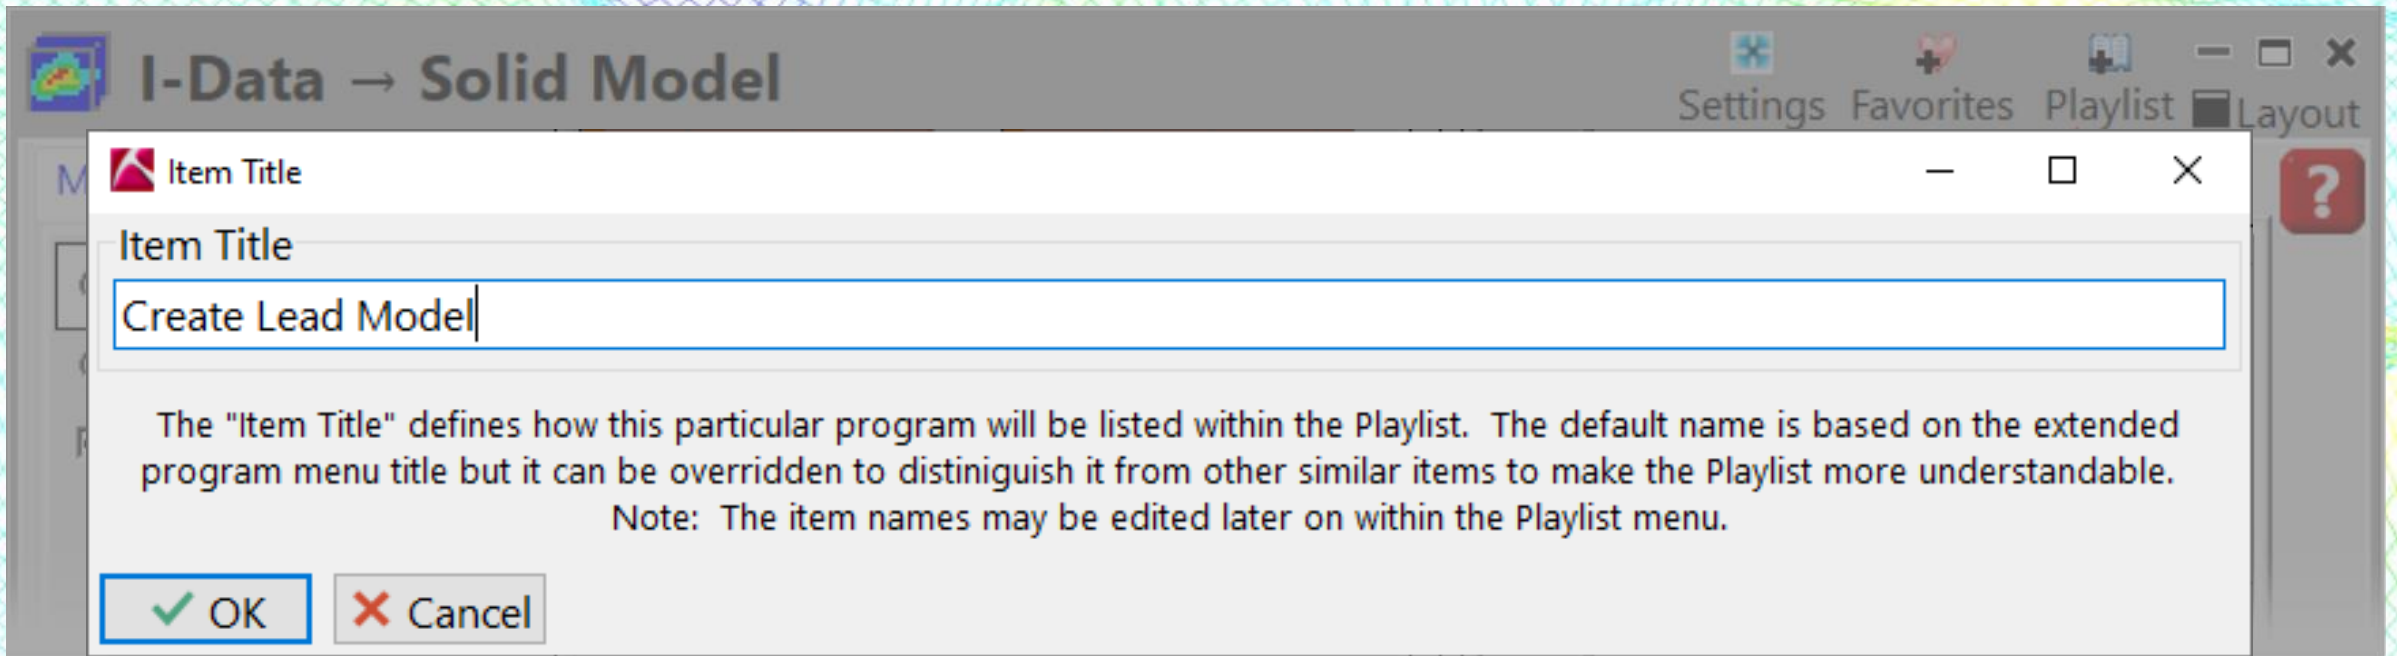 I-Data → Solid Model
Settings Favorites Playlist Layout
Item Title
Item Title
Create Lead Model
The "Item Title" defines how this particular program will be listed within the Playlist.  The default name is based on the extended
program menu title but it can be overridden to distiniguish it from other similar items to make the Playlist more understandable.
Note:  The item names may be edited later on within the Playlist menu.
OK Cancel